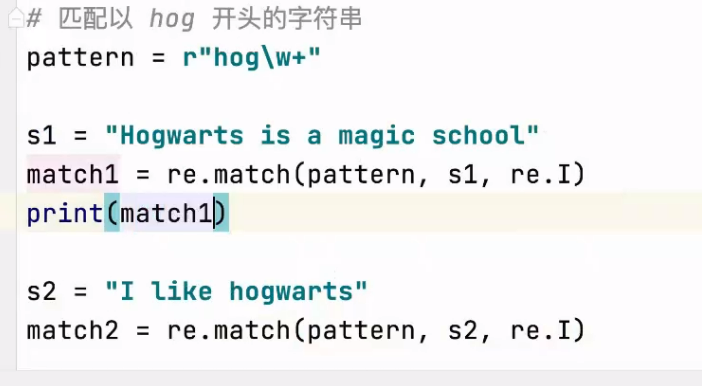 # 匹配以 hog 开头的字符串
pattern = r"hog\w+"
s1 = "Hogwarts is a magic school"
match1 = re.match(pattern, s1, re.I)
print(match1)
s2 = "I like hogwarts"
match2 = re.match(pattern, s2, re.I)